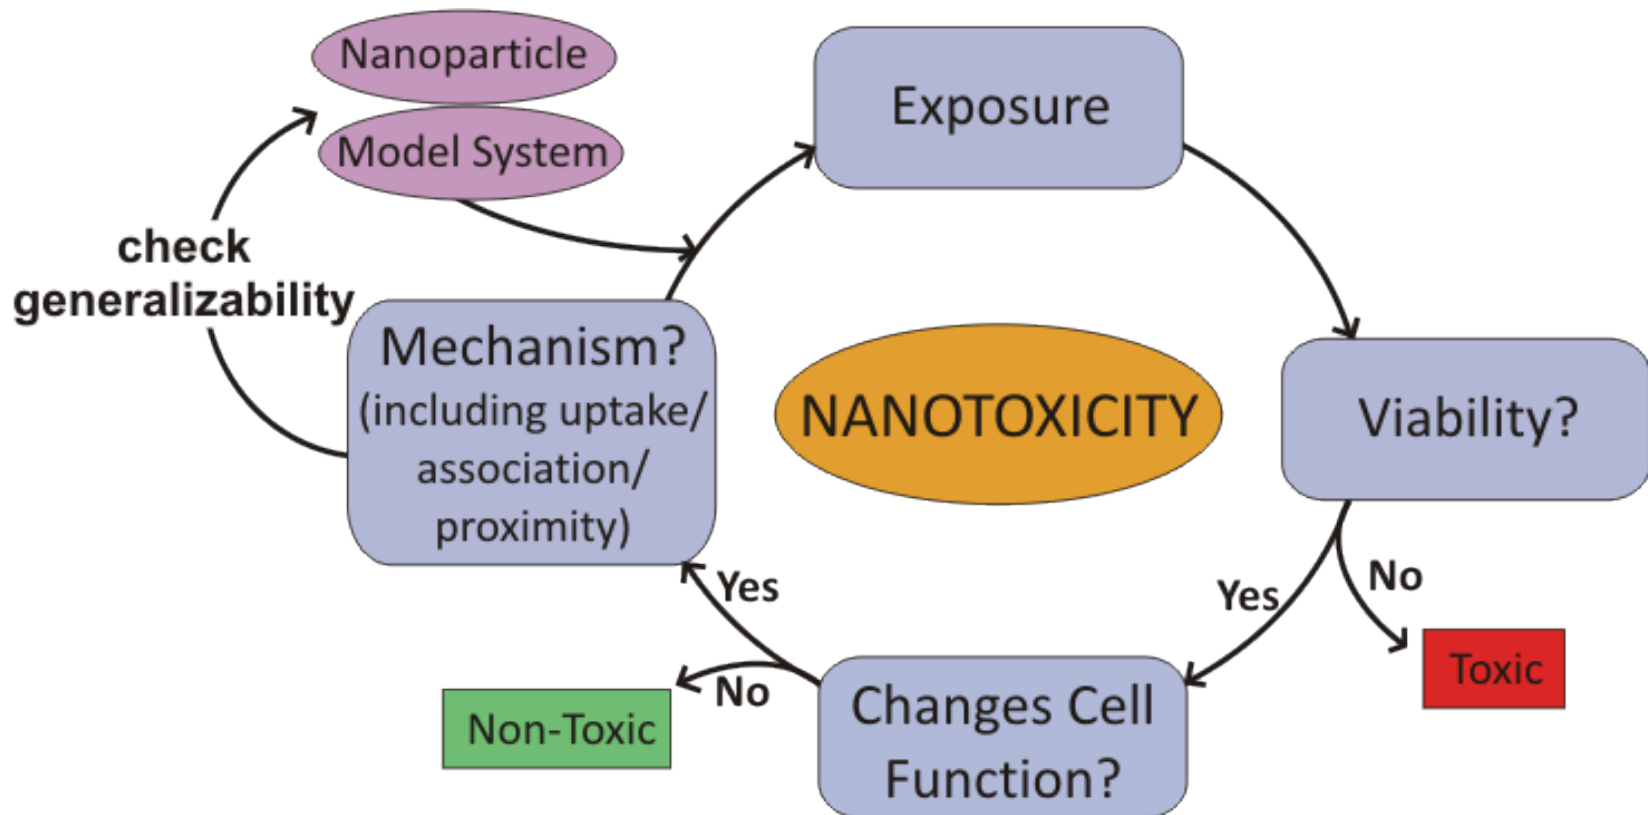 Nanoparticle
Model System
Exposure
check
generalizability
Mechanism?
(including uptake/
association/
proximity)
NANOTOXICITY
Viability?
Yes
No
Yes
No
Toxic
Non-Toxic
Changes Cell
Function?